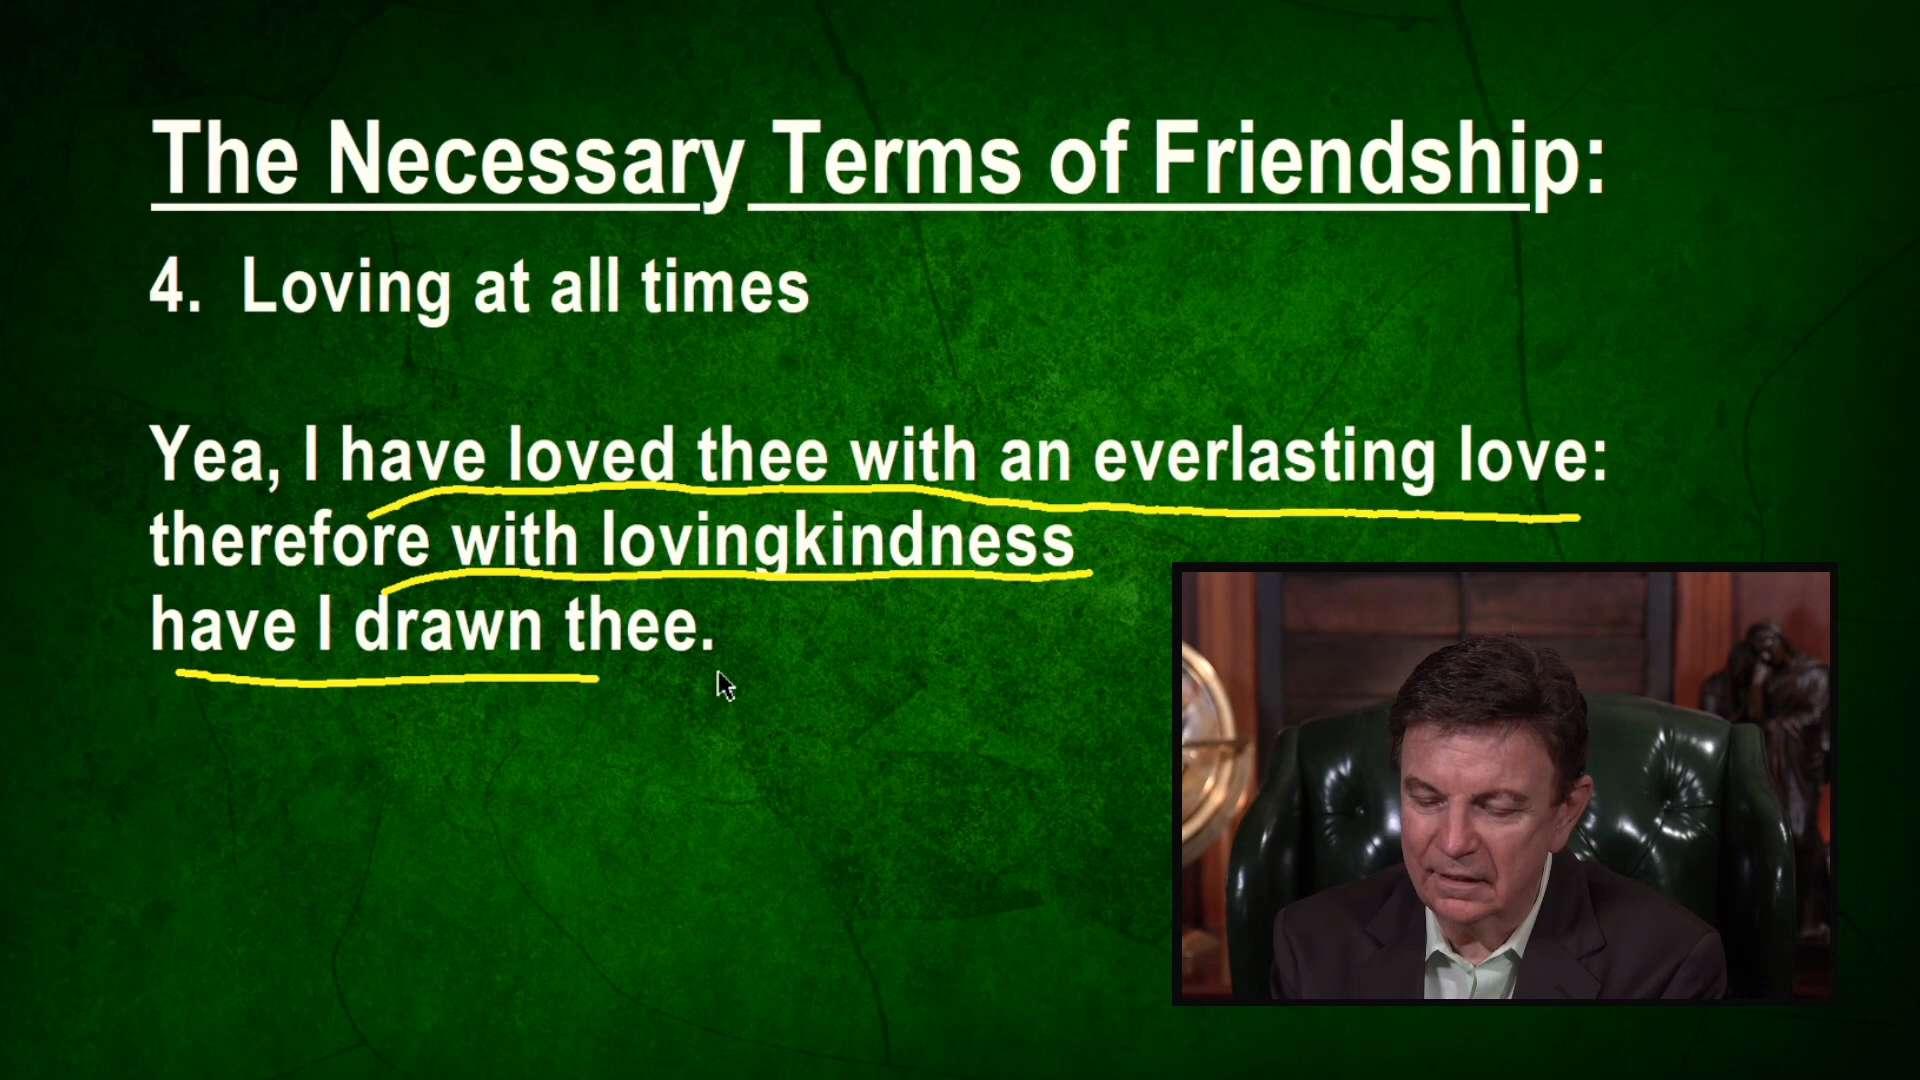 The Necessary Terms of Friendship:
4. Loving at all times
Yea, I have loved thee with an everlasting love:
therefore with lovingkindness
have I drawn thee.